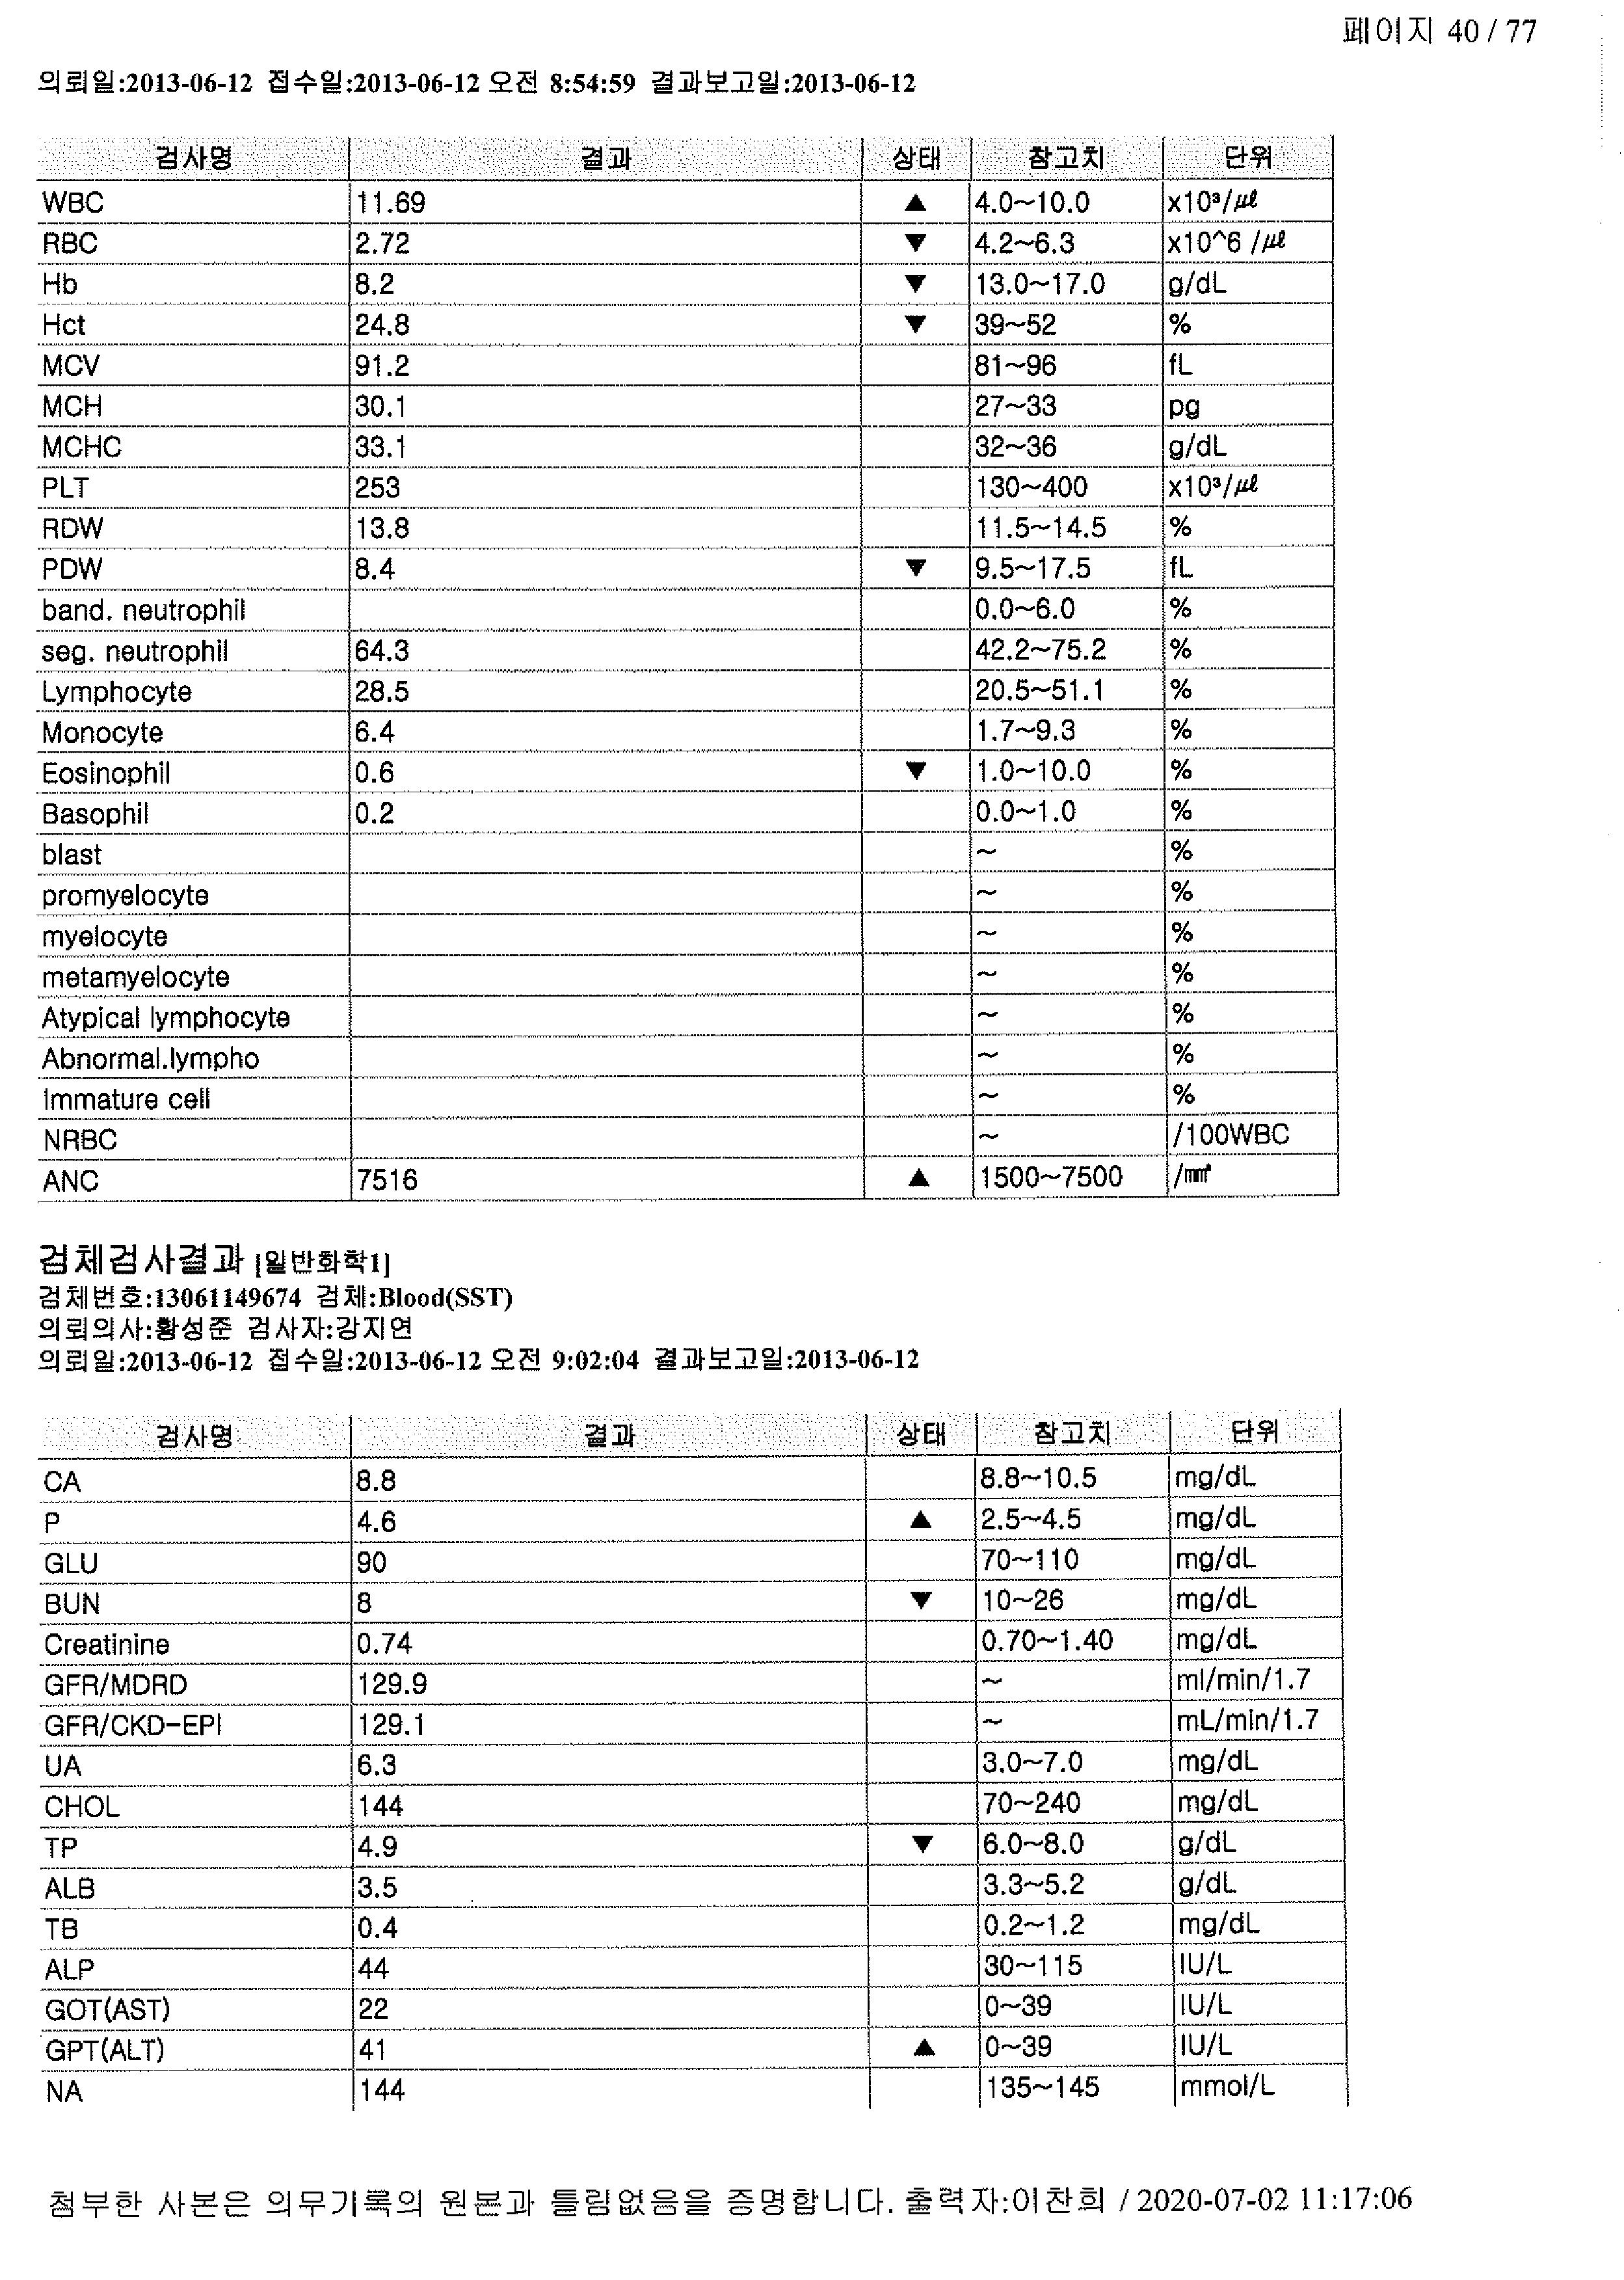 페이지 40 / 77
의뢰일:2013-06-12 접수일:2013-06-12 오전 8:54:59 결과보고일:2013-06-12
검사명 결과 상태 참고치 단위
WBC 11.69 ▲ 4.0~10.0 x10³/㎕
RBC 2.72 ▼ 4.2~6.3 x10^6 /㎕
Hb 8.2 ▼ 13.0~17.0 g/dL
Hct 24.8 ▼ 39~52 %
MCV 91.2 81~96 fL
MCH 30.1 27~33 pg
MCHC 33.1 32~36 g/dL
PLT 253 130~400 x10³/㎕
RDW 13.8 11.5~14.5 %
PDW 8.4 ▼ 9.5~17.5 fL
band. neutrophil 0.0~6.0 %
seg. neutrophil 64.3 42.2~75.2 %
Lymphocyte 28.5 20.5~51.1 %
Monocyte 6.4 1.7~9.3 %
Eosinophil 0.6 ▼ 1.0~10.0 %
Basophil 0.2 0.0~1.0 %
blast ~ %
promyelocyte ~ %
myelocyte ~ %
metamyelocyte ~ %
Atypical lymphocyte ~ %
Abnormal.lympho ~ %
Immature cell ~ %
NRBC ~ /100WBC
ANC 7516 ▲ 1500~7500 /㎣
검체검사결과 [일반화학1]
검체번호:13061149674 검체:Blood(SST)
의뢰의사:황성준 검사자:강지연
의뢰일:2013-06-12 접수일:2013-06-12 오전 9:02:04 결과보고일:2013-06-12
검사명 결과 상태 참고치 단위
CA 8.8 8.8~10.5 mg/dL
P 4.6 ▲ 2.5~4.5 mg/dL
GLU 90 70~110 mg/dL
BUN 8 ▼ 10~26 mg/dL
Creatinine 0.74 0.70~1.40 mg/dL
GFR/MDRD 129.9 ~ ml/min/1.7
GFR/CKD-EPI 129.1 ~ mL/min/1.7
UA 6.3 3.0~7.0 mg/dL
CHOL 144 70~240 mg/dL
TP 4.9 ▼ 6.0~8.0 g/dL
ALB 3.5 3.3~5.2 g/dL
TB 0.4 0.2~1.2 mg/dL
ALP 44 30~115 IU/L
GOT(AST) 22 0~39 IU/L
GPT(ALT) 41 ▲ 0~39 IU/L
NA 144 135~145 mmol/L
첨부한 사본은 의무기록의 원본과 틀림없음을 증명합니다. 출력자:이찬희 / 2020-07-02 11:17:06